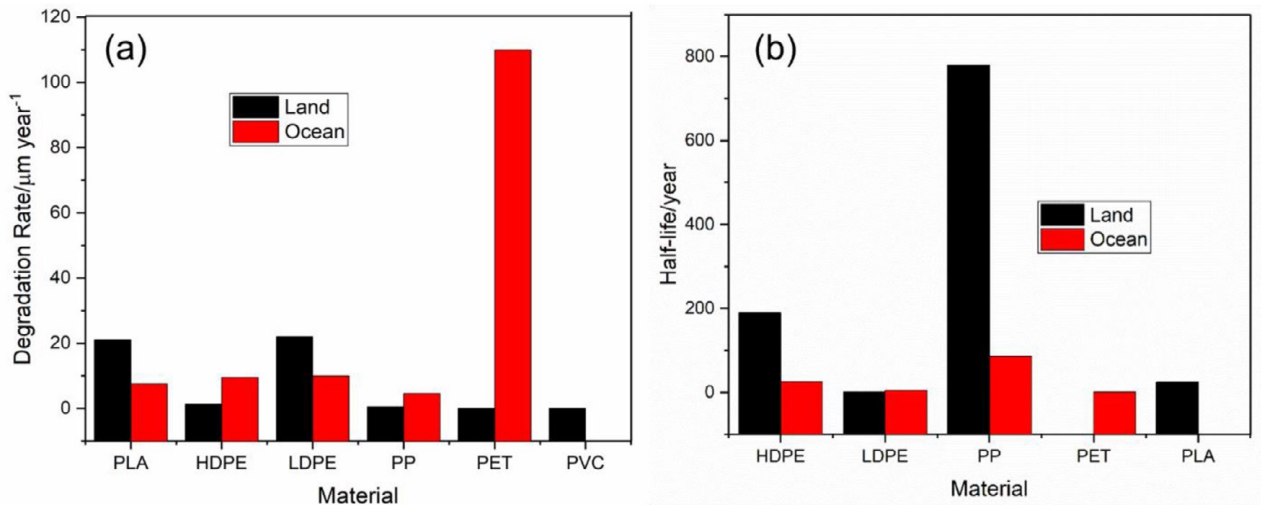 (a)
Degradation Rate/μm year⁻¹
120
100
80
60
40
20
0
Land
Ocean
PLA HDPE LDPE PP PET PVC
Material
(b)
Half-life/year
800
600
400
200
0
Land
Ocean
HDPE LDPE PP PET PLA
Material